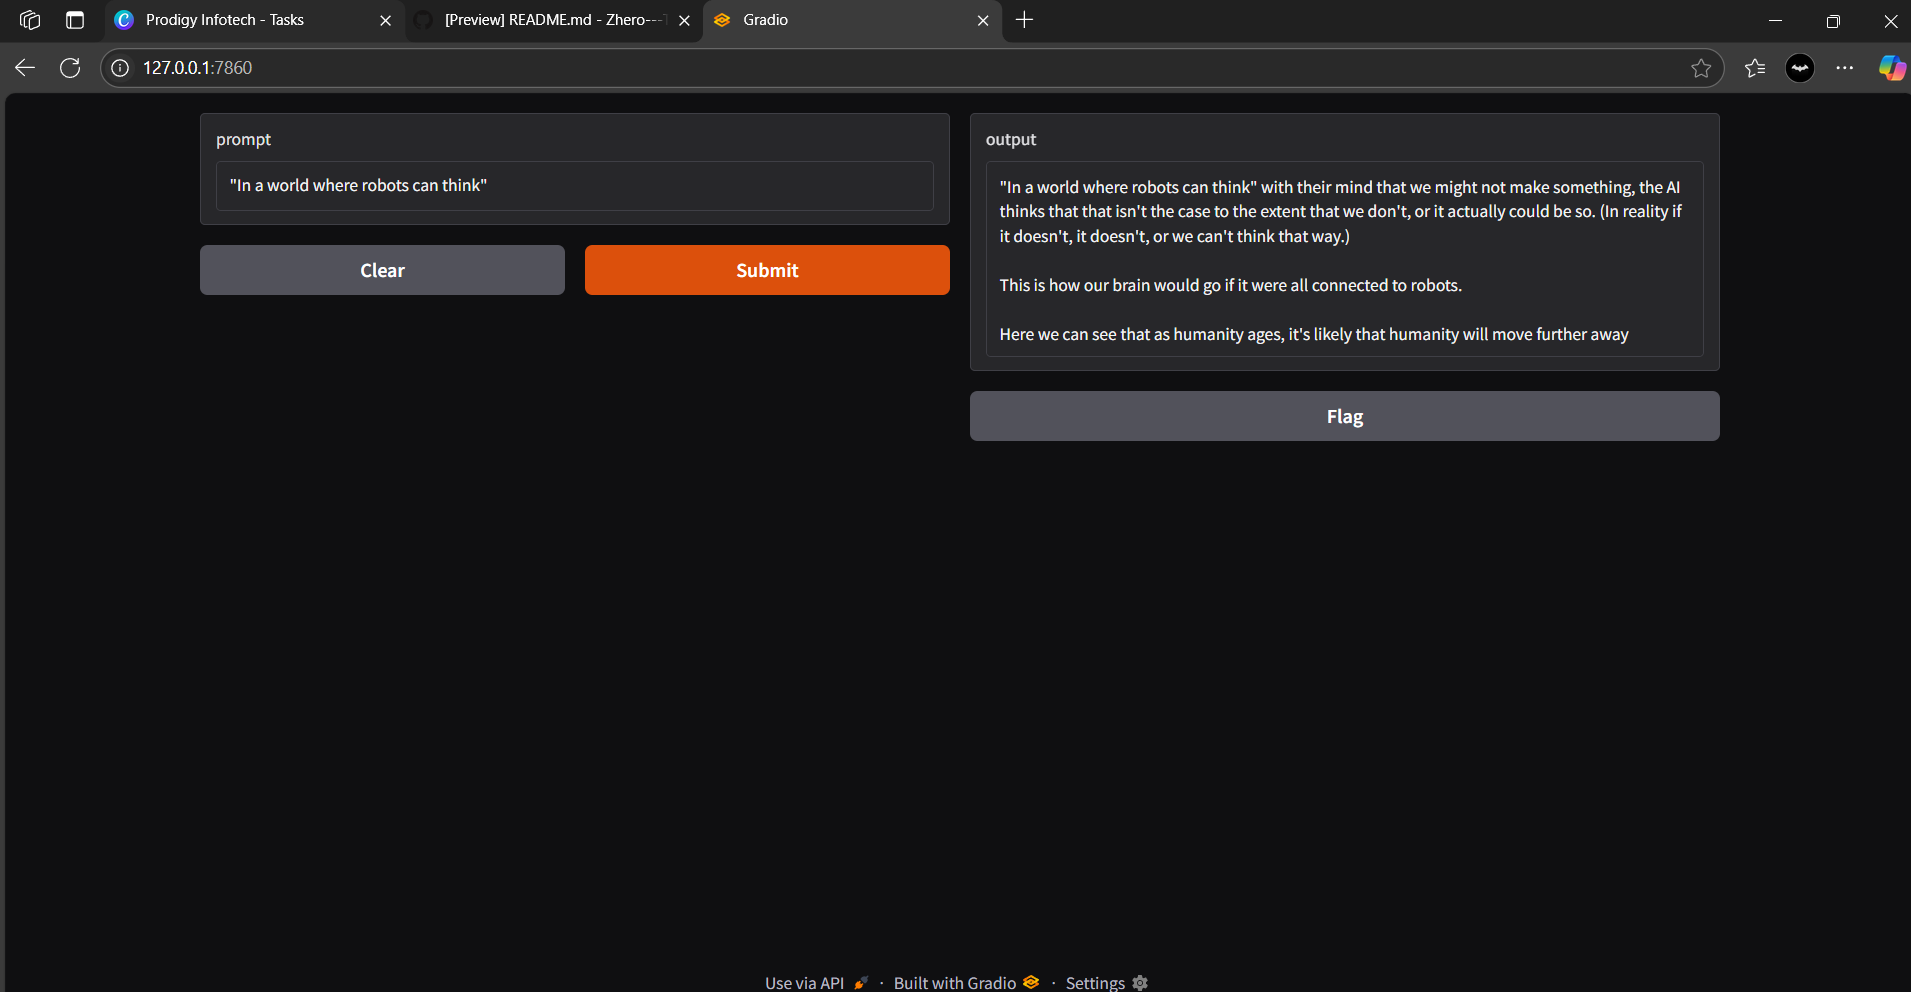 Prodigy Infotech - Tasks
[Preview] README.md - Zhero---
Gradio
127.0.0.1:7860
prompt
"In a world where robots can think"
Clear
Submit
output
"In a world where robots can think" with their mind that we might not make something, the AI
thinks that that isn't the case to the extent that we don't, or it actually could be so. (In reality if
it doesn't, it doesn't, or we can't think that way.)
This is how our brain would go if it were all connected to robots.
Here we can see that as humanity ages, it's likely that humanity will move further away
Flag
Use via API · Built with Gradio · Settings